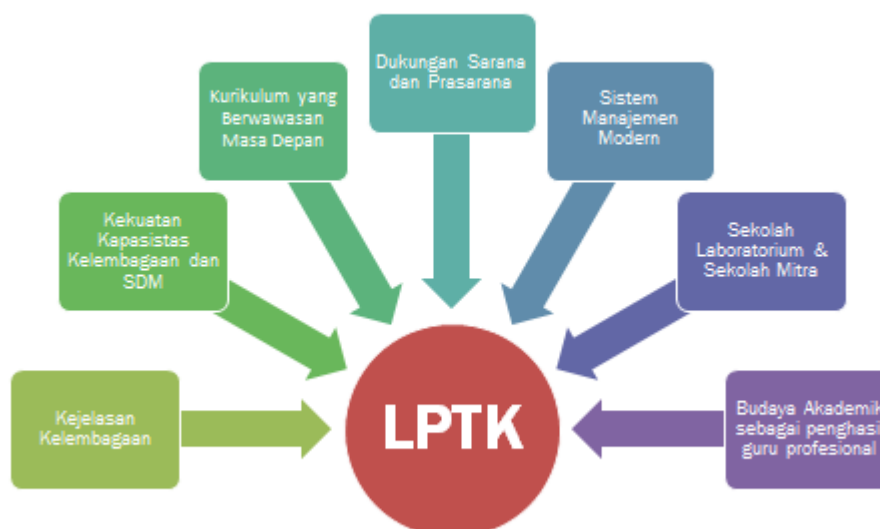 Dukungan Sarana
dan Prasarana
Kurikulum yang
Berwawasan
Masa Depan
Sistem
Manajemen
Modern
Kekuatan
Kapasistas
Kelembagaan dan
SDM
Sekolah
Laboratorium &
Sekolah Mitra
Kejelasan
Kelembagaan
LPTK
Budaya Akademik
sebagai penghasi
guru profesional